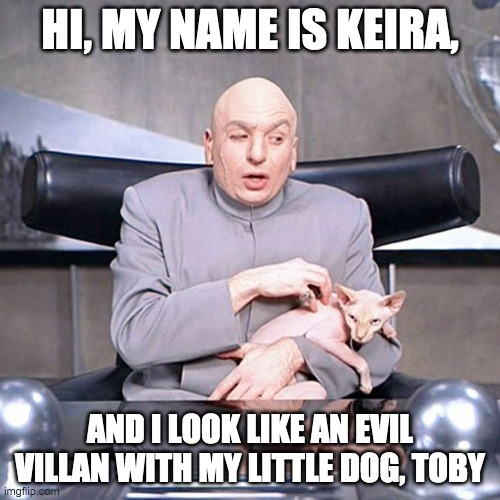 HI, MY NAME IS KEIRA,
AND I LOOK LIKE AN EVIL
VILLAN WITH MY LITTLE DOG, TOBY
imgflip.com